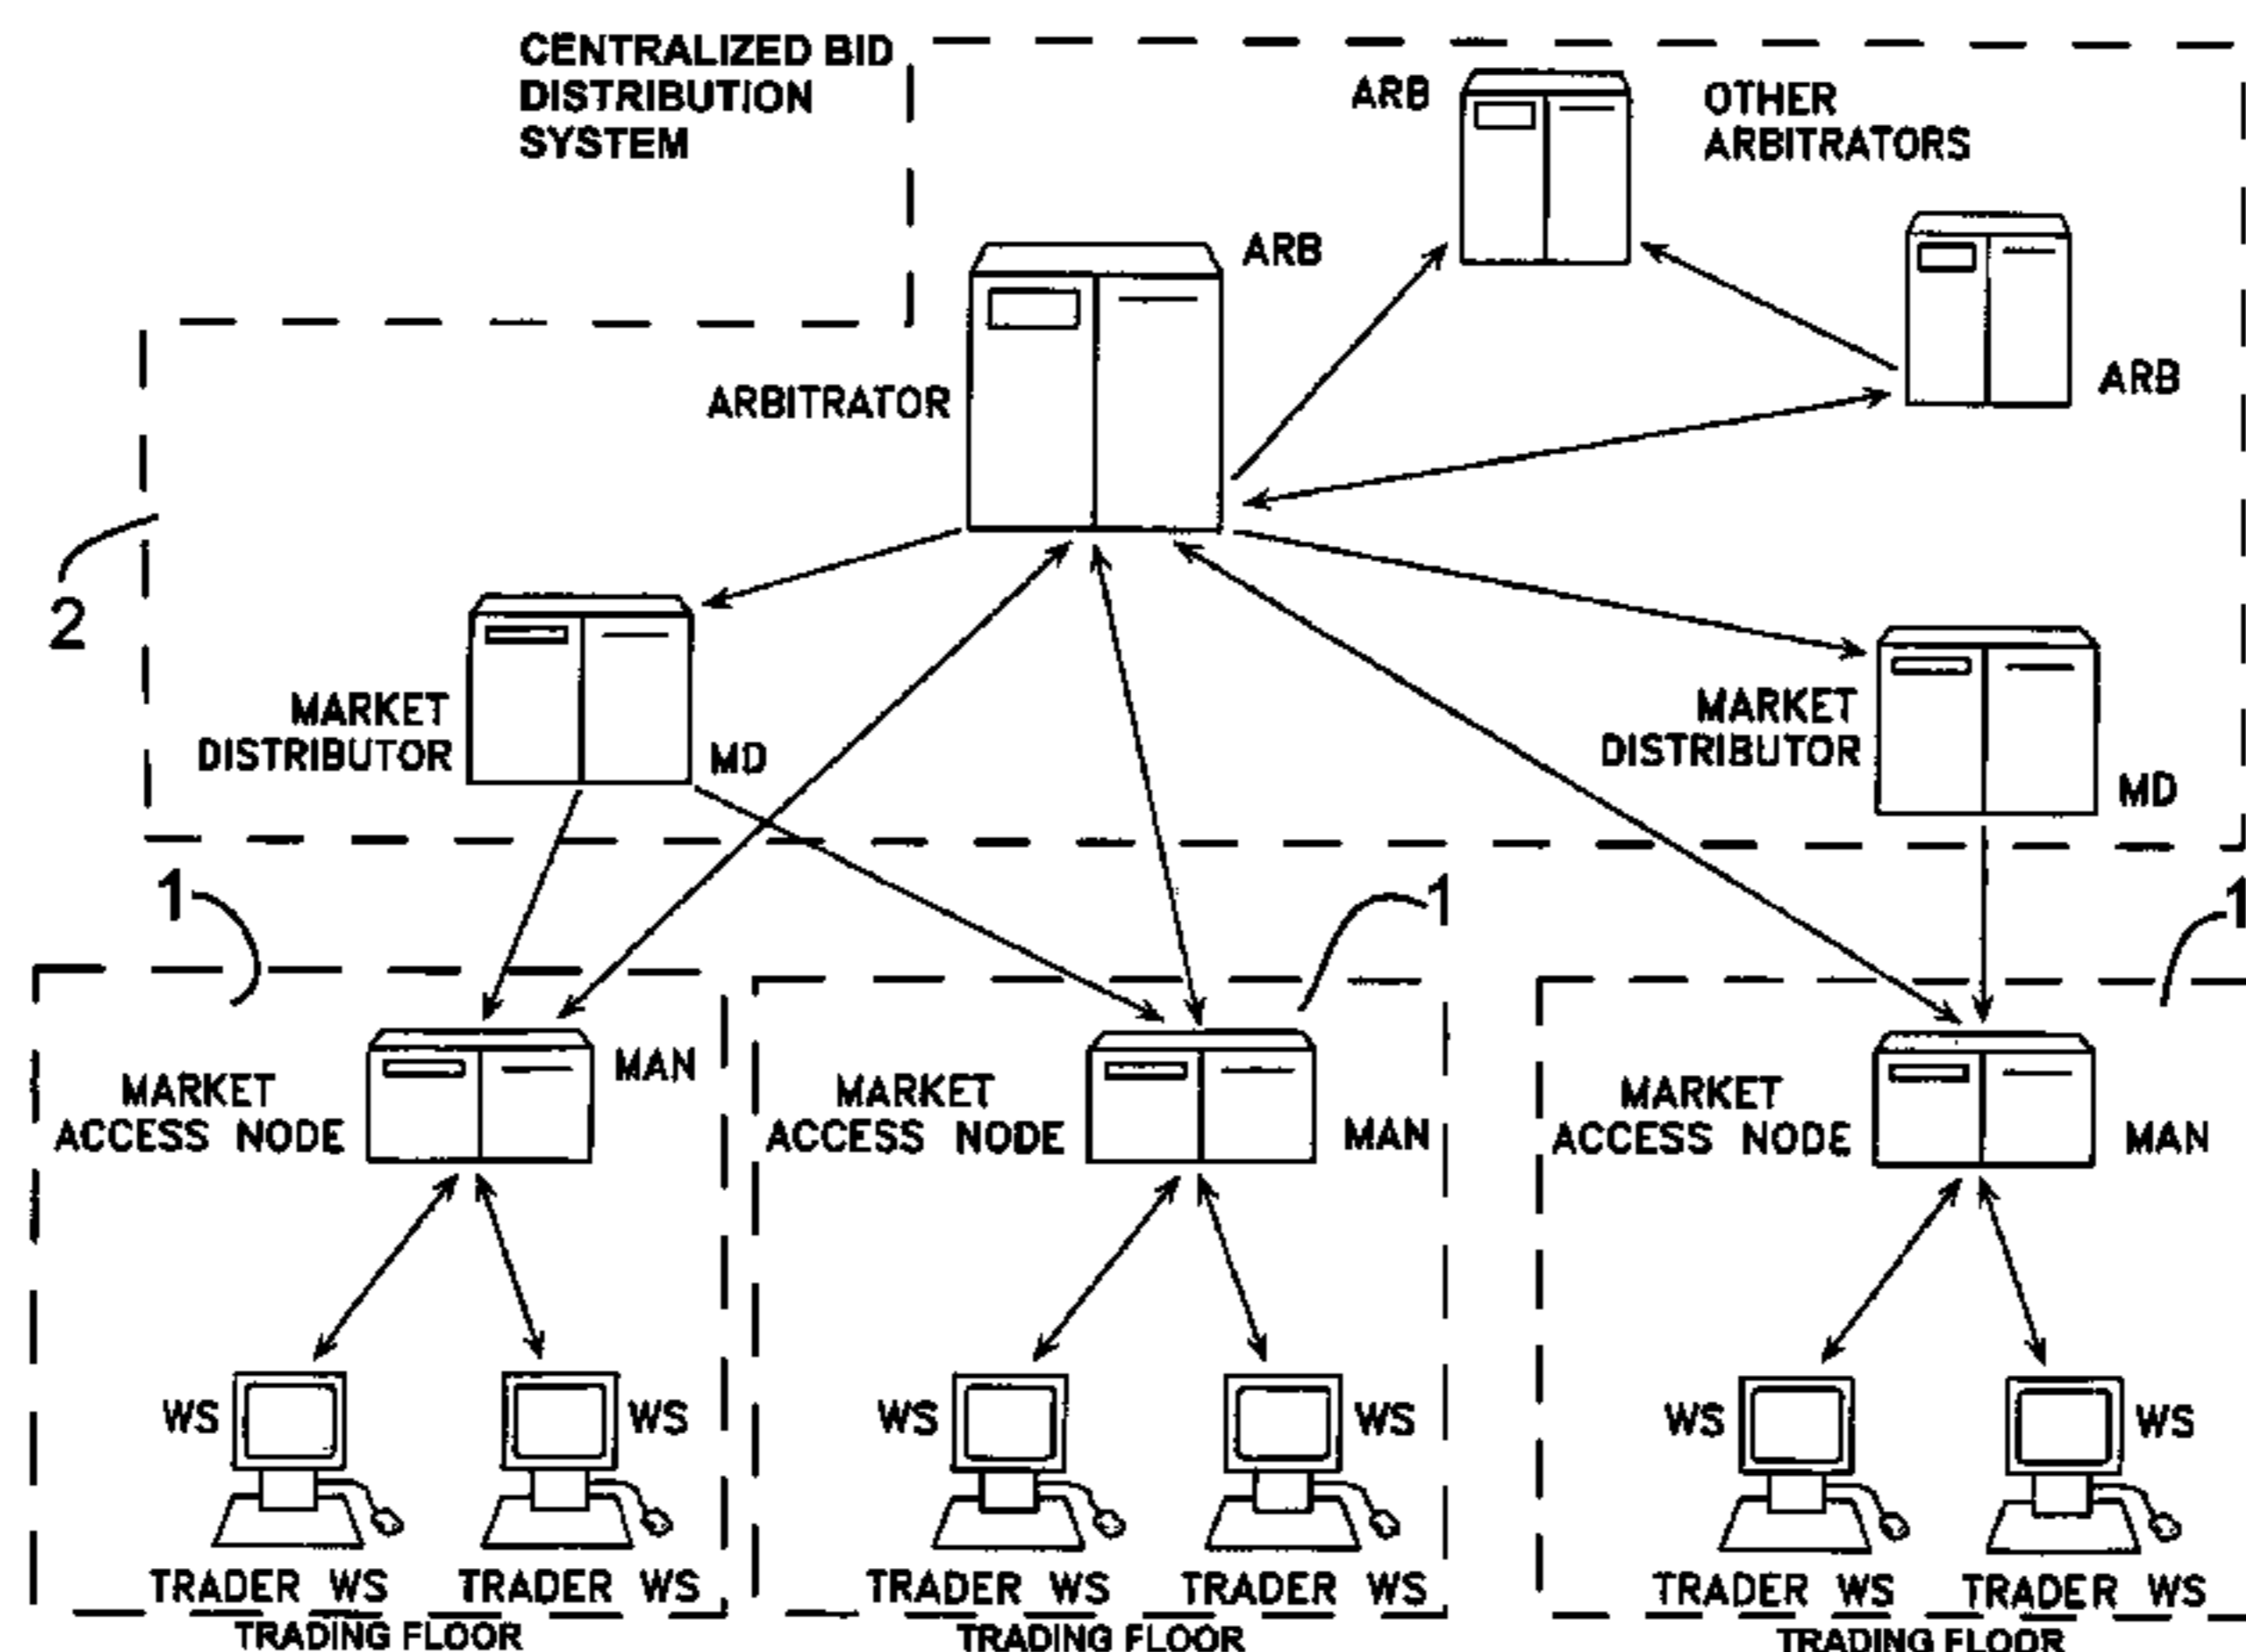 CENTRALIZED BID
DISTRIBUTION
SYSTEM
ARB
OTHER
ARBITRATORS
ARB
ARBITRATOR
ARB
2
MARKET
DISTRIBUTOR
MD
MARKET
DISTRIBUTOR
MD
1
1
1
MARKET
ACCESS NODE
MAN
MARKET
ACCESS NODE
MAN
MARKET
ACCESS NODE
MAN
WS
WS
WS
WS
WS
WS
TRADER WS
TRADER WS
TRADER WS
TRADER WS
TRADER WS
TRADER WS
TRADING FLOOR
TRADING FLOOR
TRADING FLOOR